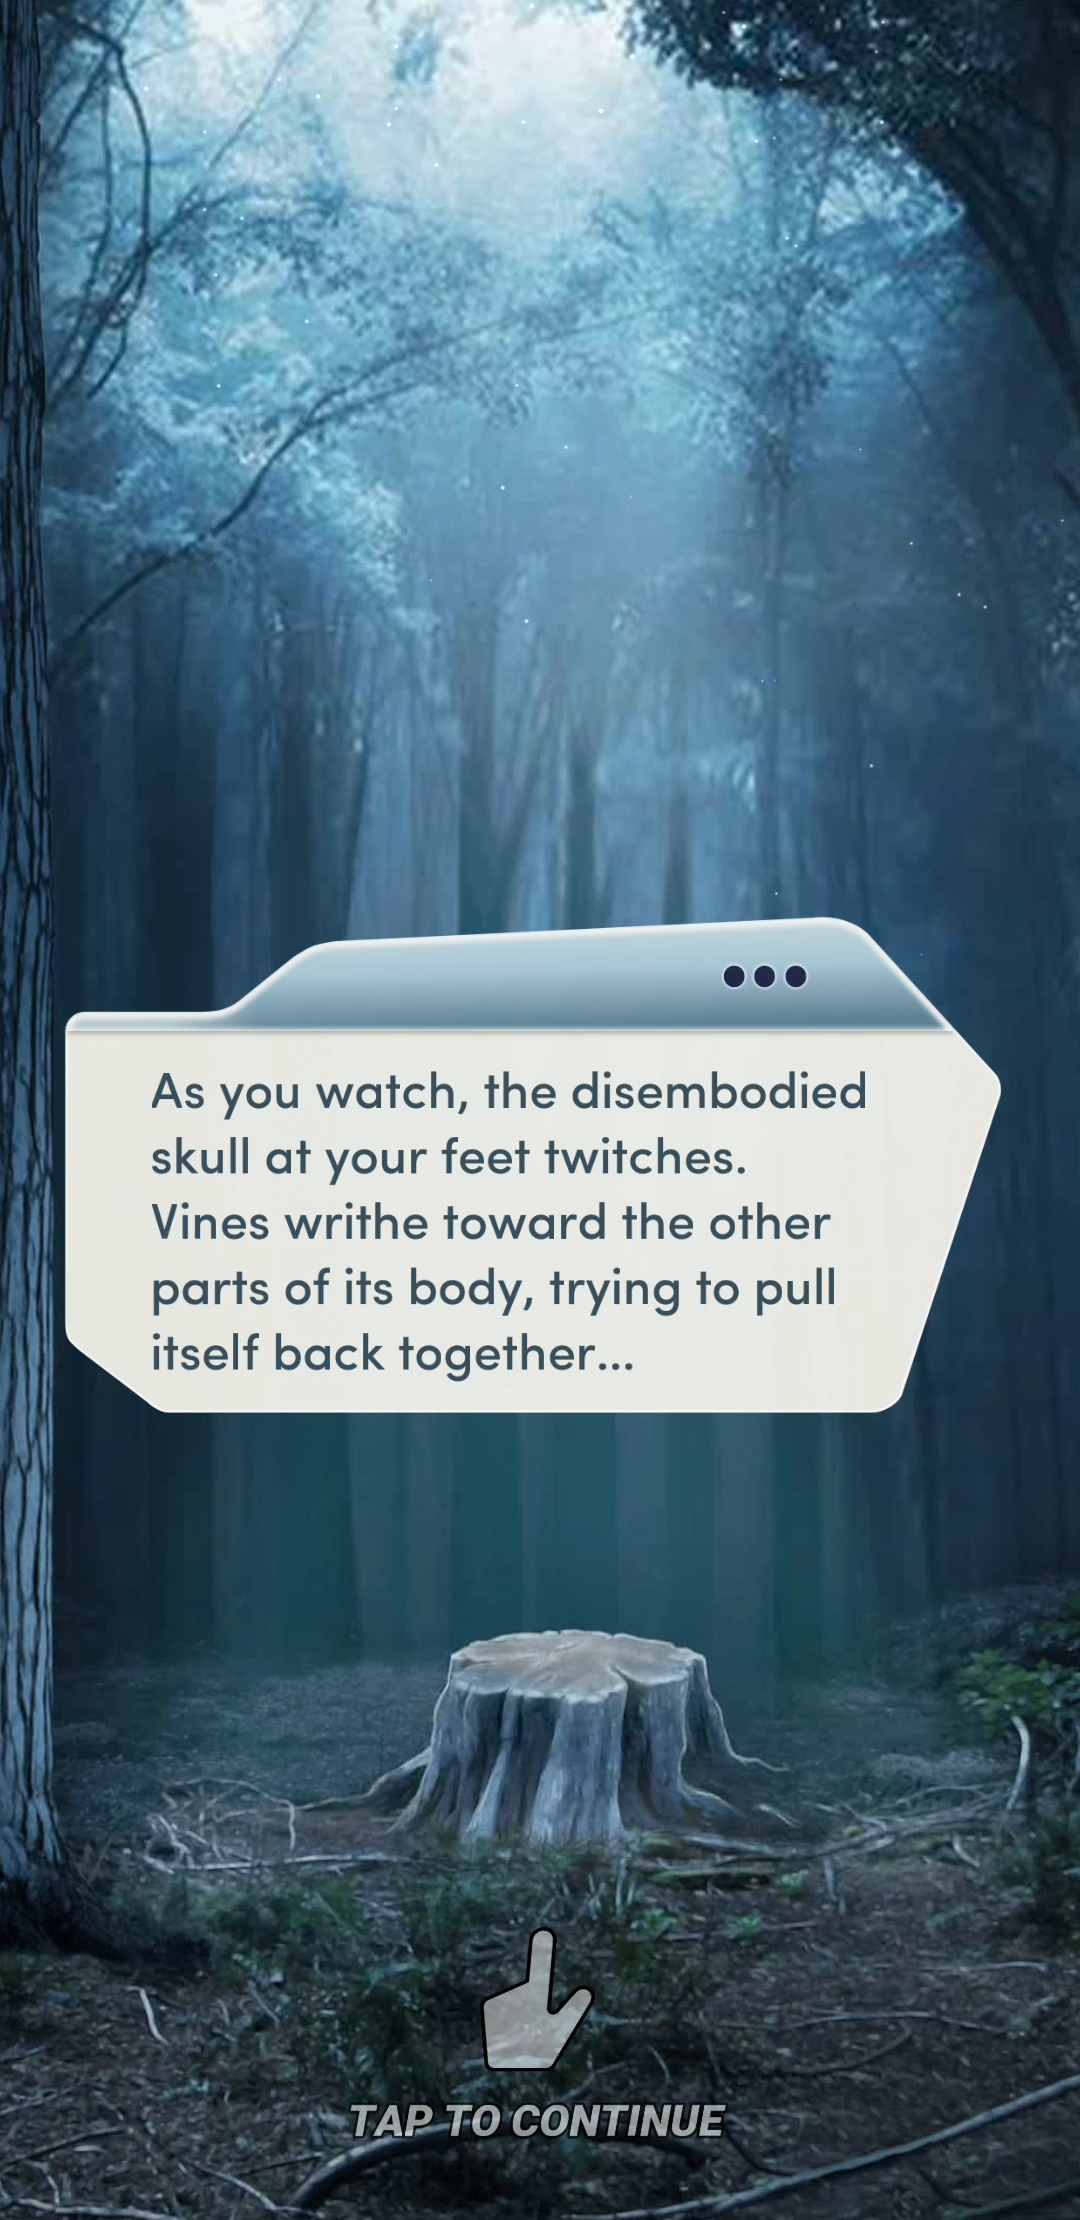 As you watch, the disembodied
skull at your feet twitches.
Vines writhe toward the other
parts of its body, trying to pull
itself back together...
TAP TO CONTINUE